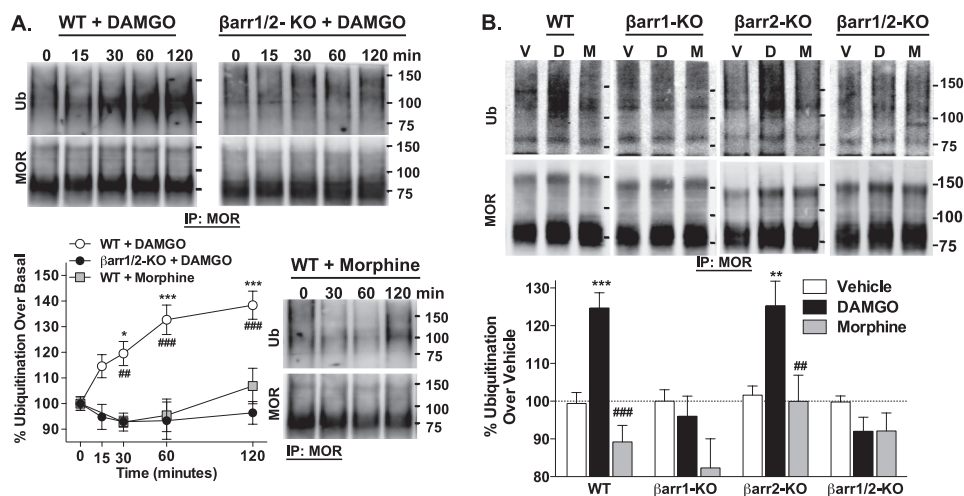 A.
WT + DAMGO
βarr1/2- KO + DAMGO
0 15 30 60 120 0 15 30 60 120 min
Ub
150
100
75
MOR
150
100
75
IP: MOR
WT + DAMGO
βarr1/2-KO + DAMGO
WT + Morphine
% Ubiquitination Over Basal
150
140
130
120
110
100
90
*
##
***
###
***
###
0 15 30 60 120
Time (minutes)
WT + Morphine
0 30 60 120 min
Ub
150
100
75
MOR
150
100
75
IP: MOR
B.
WT βarr1-KO βarr2-KO βarr1/2-KO
V D M V D M V D M V D M
Ub
150
100
75
MOR
150
100
75
IP: MOR
% Ubiquitination
Over Vehicle
130
120
110
100
90
80
***
###
**
##
Vehicle
DAMGO
Morphine
WT βarr1-KO βarr2-KO βarr1/2-KO